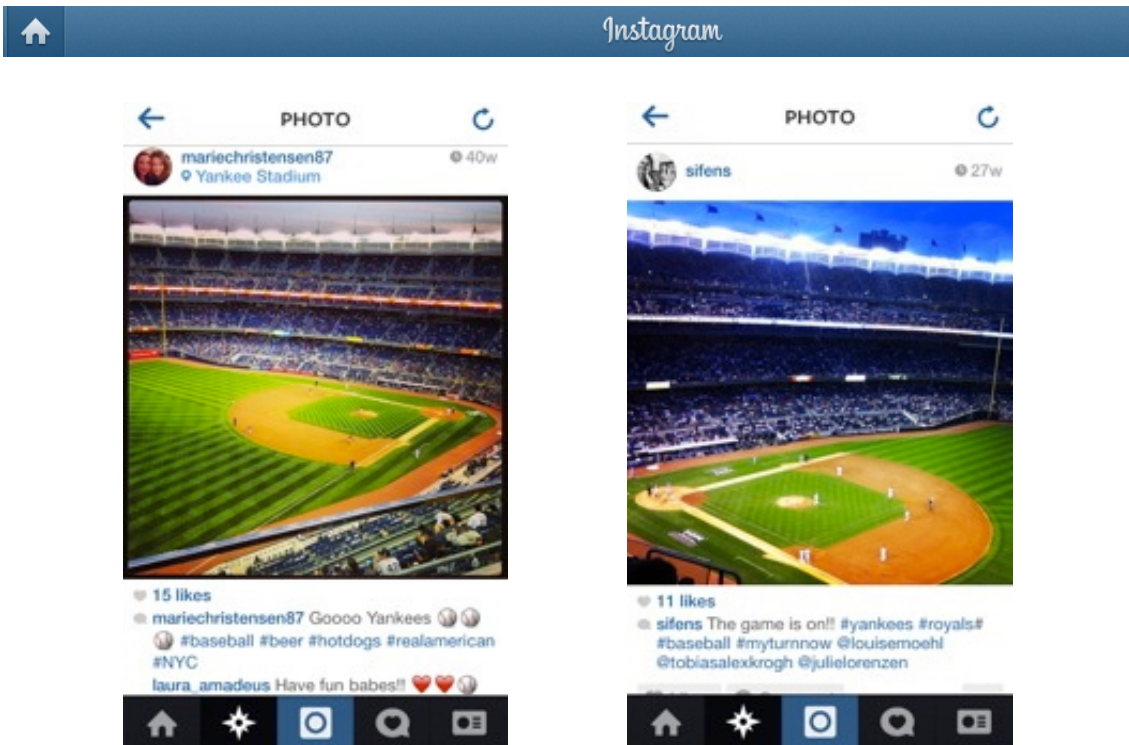 Instagram
PHOTO
mariechristensen87
40w
Yankee Stadium
15 likes
mariechristensen87 Goooo Yankees
#baseball #beer #hotdogs #realamerican
#NYC
laura_amadeus Have fun babes!!
PHOTO
sifens
27w
11 likes
sifens The game is on!! #yankees #royals#
#baseball #myturnnow @louisemoehl
@tobiasalexkrogh @julielorenzen